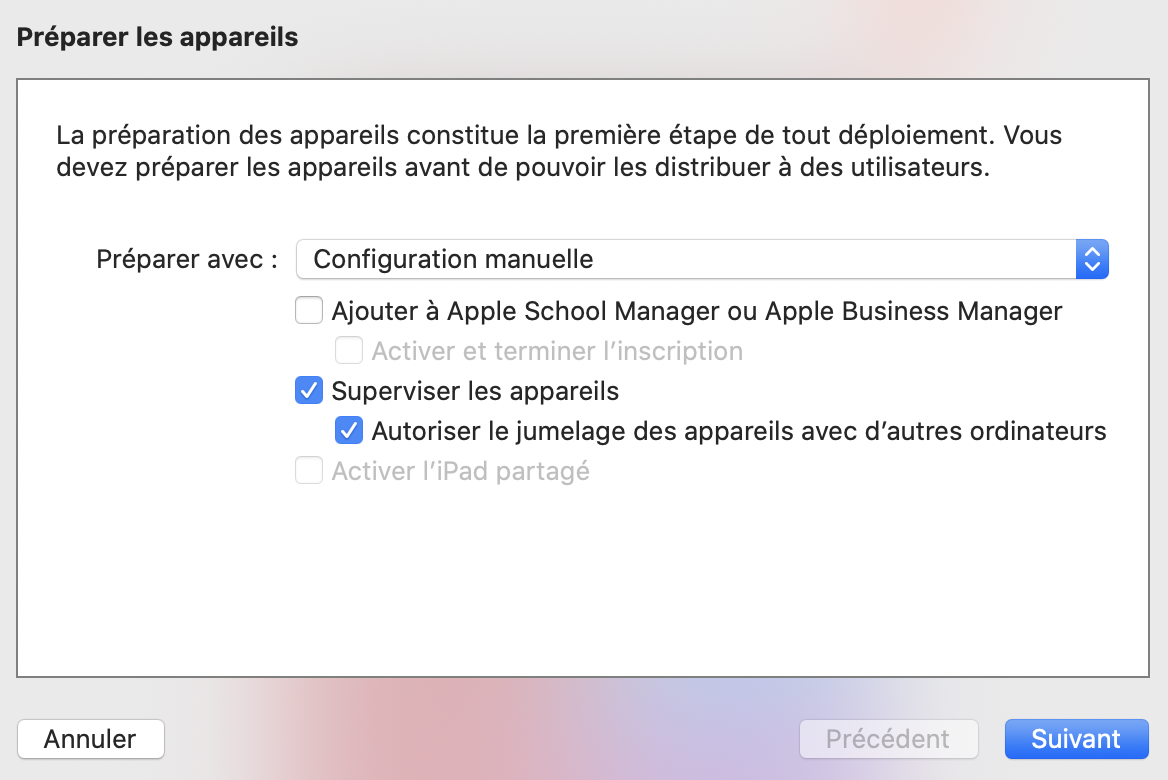 Préparer les appareils
La préparation des appareils constitue la première étape de tout déploiement. Vous
devez préparer les appareils avant de pouvoir les distribuer à des utilisateurs.
Préparer avec : Configuration manuelle
Ajouter à Apple School Manager ou Apple Business Manager
Activer et terminer l’inscription
Superviser les appareils
Autoriser le jumelage des appareils avec d’autres ordinateurs
Activer l’iPad partagé
Annuler Précédent Suivant